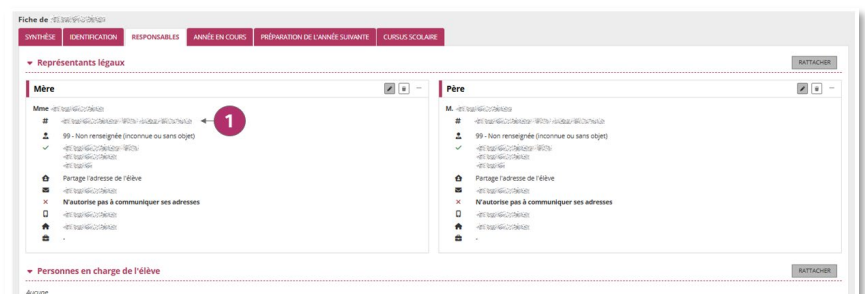 Fiche de
SYNTHÈSE IDENTIFICATION RESPONSABLES ANNÉE EN COURS PRÉPARATION DE L'ANNÉE SUIVANTE CURSUS SCOLAIRE
Représentants légaux RATTACHER
Mère
Mme
#
1
99 - Non renseignée (inconnue ou sans objet)
Partage l'adresse de l'élève
N'autorise pas à communiquer ses adresses
-
Père
M.
#
99 - Non renseignée (inconnue ou sans objet)
Partage l'adresse de l'élève
N'autorise pas à communiquer ses adresses
-
Personnes en charge de l'élève RATTACHER
Aucune